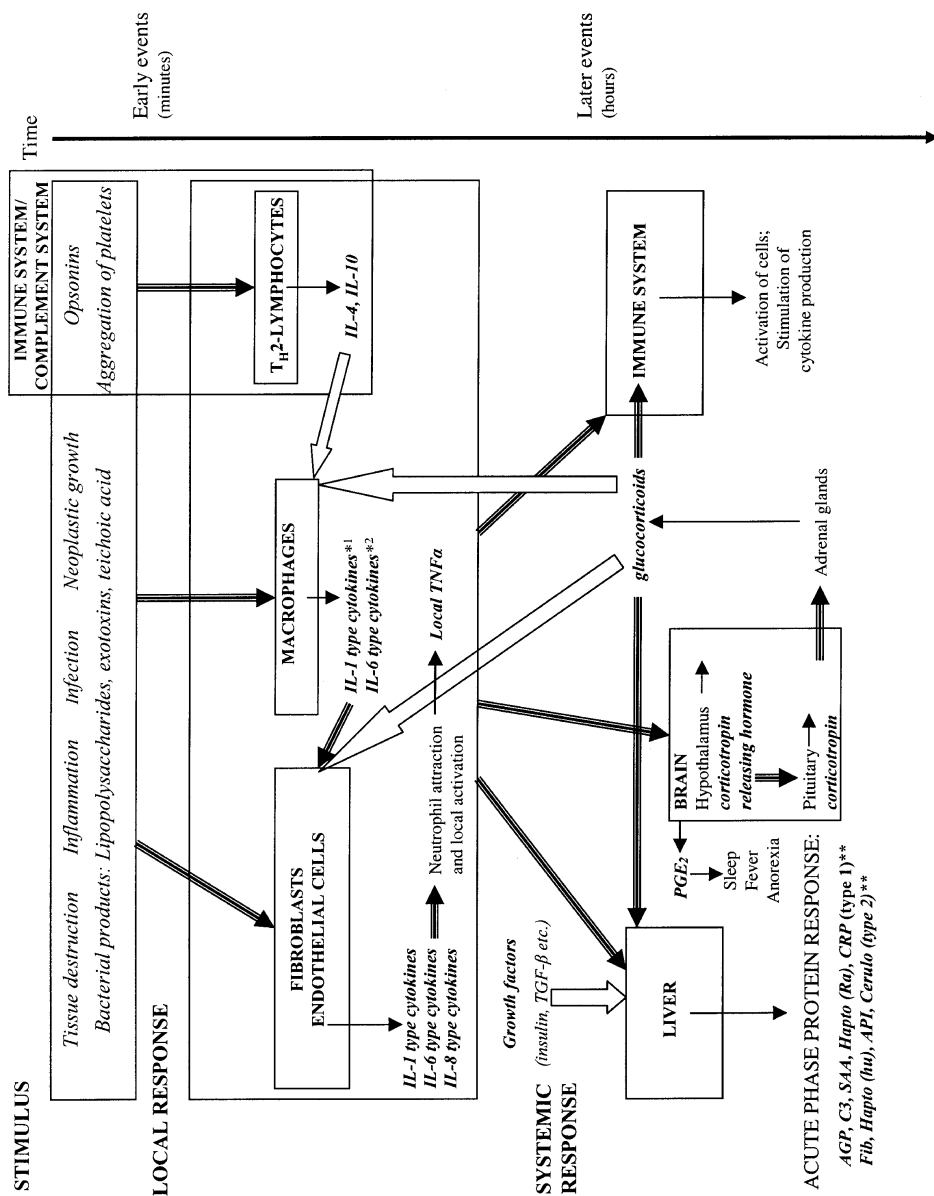 STIMULUS
Time
IMMUNE SYSTEM/
COMPLEMENT SYSTEM
Tissue destruction Inflammation Infection Neoplastic growth
Bacterial products: Lipopolysaccharides, exotoxins, teichoic acid
Opsonins
Aggregation of platelets
Early events
(minutes)
LOCAL RESPONSE
FIBROBLASTS
ENDOTHELIAL CELLS
MACROPHAGES
T_H2-LYMPHOCYTES
IL-4, IL-10
IL-1 type cytokines*1
IL-6 type cytokines*2
IL-1 type cytokines
IL-6 type cytokines
IL-8 type cytokines
Neutrophil attraction
and local activation
Local TNFα
Later events
(hours)
SYSTEMIC
RESPONSE
Growth factors
(insulin, TGF-β etc.)
LIVER
glucocorticoids
IMMUNE SYSTEM
Activation of cells;
Stimulation of
cytokine production
BRAIN
Hypothalamus
corticotropin
releasing hormone
Pituitary
corticotropin
Adrenal glands
PGE2
Sleep
Fever
Anorexia
ACUTE PHASE PROTEIN RESPONSE:
AGP, C3, SAA, Hapto (Ra), CRP (type 1)**
Fib, Hapto (hu), API, Cerulo (type 2)**